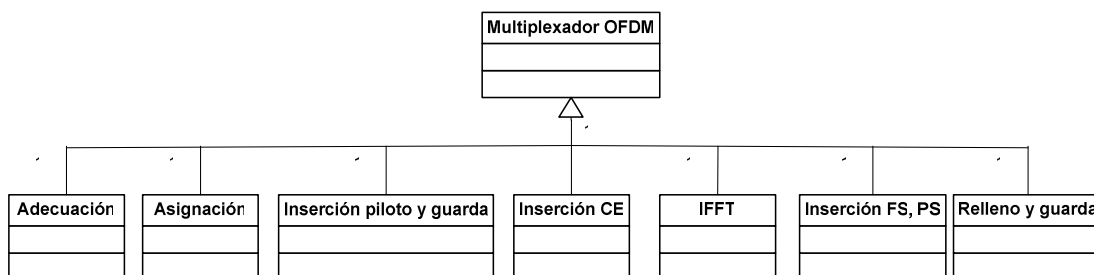 Multiplexador OFDM
Adecuación
Asignación
Inserción piloto y guarda
Inserción CE
IFFT
Inserción FS, PS
Relleno y guarda